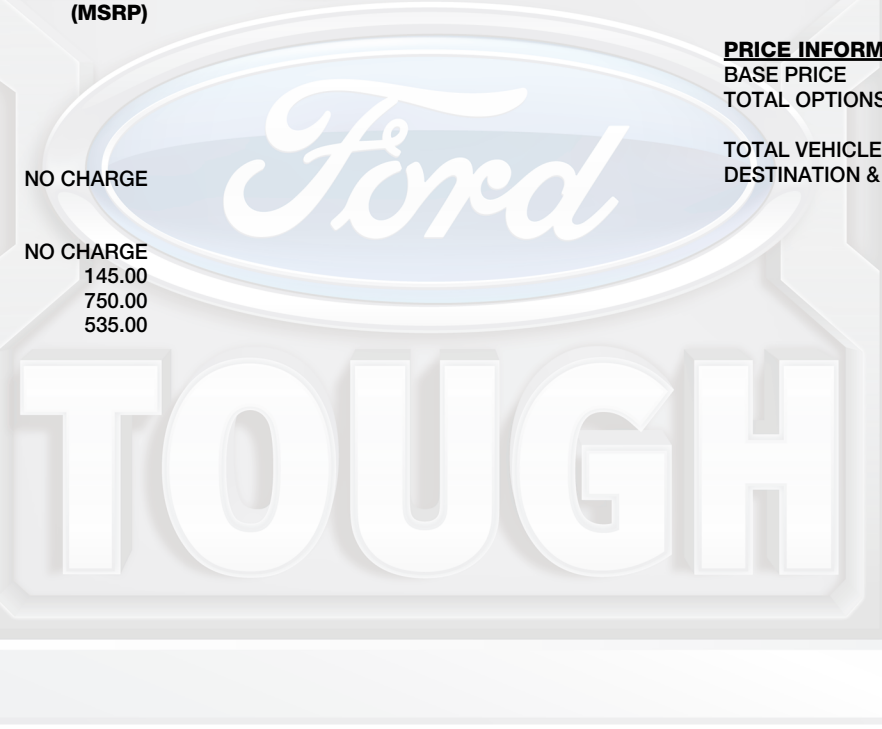 (MSRP)
NO CHARGE
NO CHARGE
145.00
750.00
535.00
PRICE INFORM
BASE PRICE
TOTAL OPTIONS
TOTAL VEHICLE
DESTINATION &
Ford
TOUGH